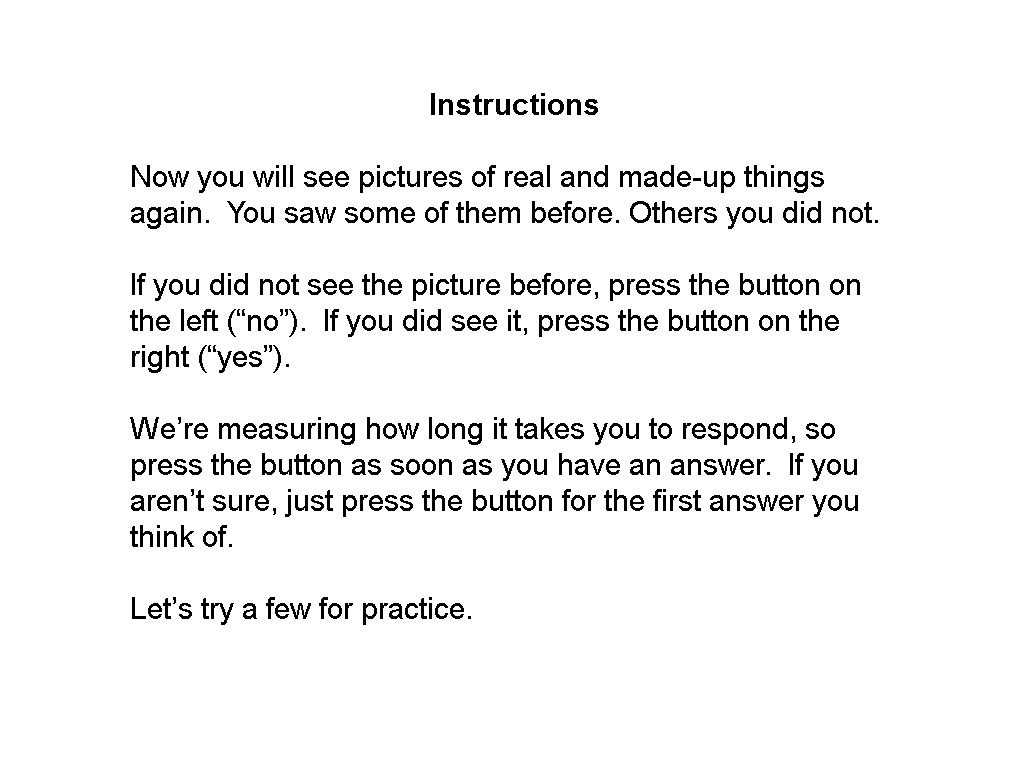 Instructions
Now you will see pictures of real and made-up things
again.  You saw some of them before. Others you did not.
If you did not see the picture before, press the button on
the left (“no”).  If you did see it, press the button on the
right (“yes”).
We’re measuring how long it takes you to respond, so
press the button as soon as you have an answer.  If you
aren’t sure, just press the button for the first answer you
think of.
Let’s try a few for practice.